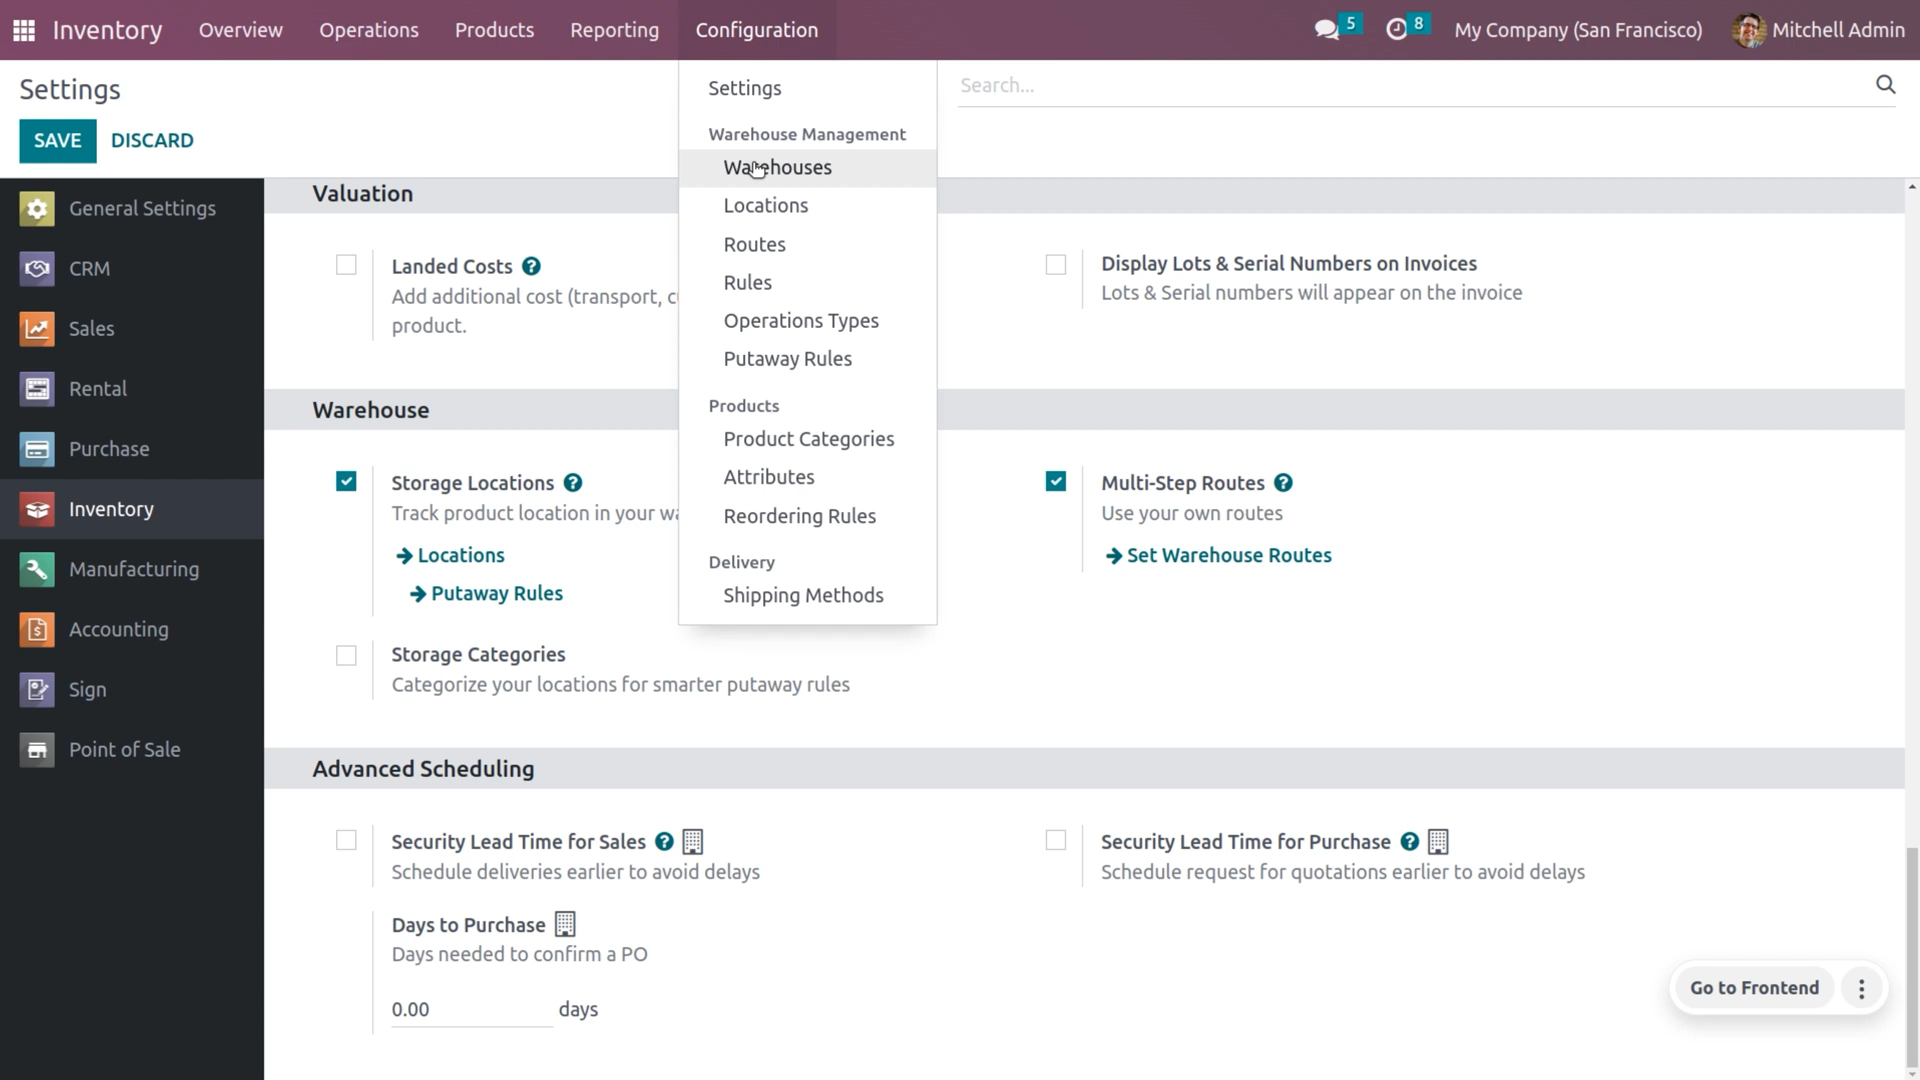 Inventory Overview Operations Products Reporting Configuration 5 8 My Company (San Francisco) Mitchell Admin
Settings
SAVE DISCARD
Search...
Settings
Warehouse Management
Warehouses
Locations
Routes
Rules
Operations Types
Putaway Rules
Products
Product Categories
Attributes
Reordering Rules
Delivery
Shipping Methods
General Settings
CRM
Sales
Rental
Purchase
Inventory
Manufacturing
Accounting
Sign
Point of Sale
Valuation
Landed Costs ?
Add additional cost (transport, c
product.
Display Lots & Serial Numbers on Invoices
Lots & Serial numbers will appear on the invoice
Warehouse
Storage Locations ?
Track product location in your wa
Locations
Putaway Rules
Multi-Step Routes ?
Use your own routes
Set Warehouse Routes
Storage Categories
Categorize your locations for smarter putaway rules
Advanced Scheduling
Security Lead Time for Sales ?
Schedule deliveries earlier to avoid delays
Security Lead Time for Purchase ?
Schedule request for quotations earlier to avoid delays
Days to Purchase
Days needed to confirm a PO
0.00 days
Go to Frontend